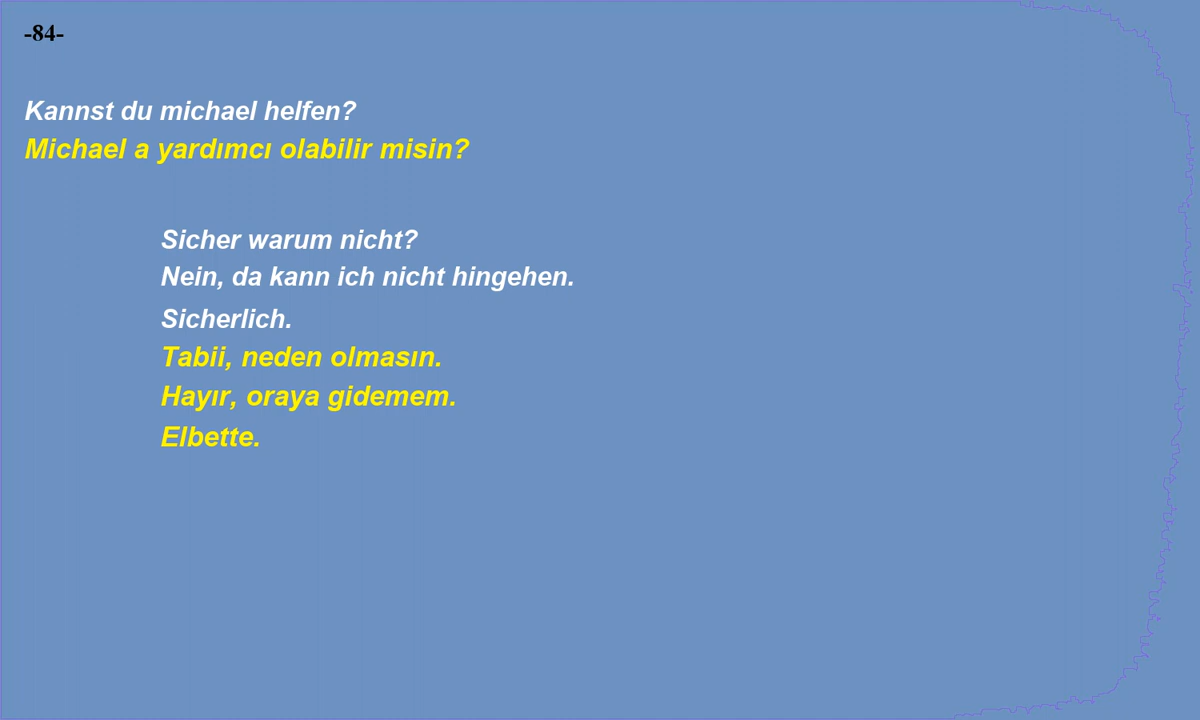 -84-
Kannst du michael helfen?
Michael a yardımcı olabilir misin?
Sicher warum nicht?
Nein, da kann ich nicht hingehen.
Sicherlich.
Tabii, neden olmasın.
Hayır, oraya gidemem.
Elbette.